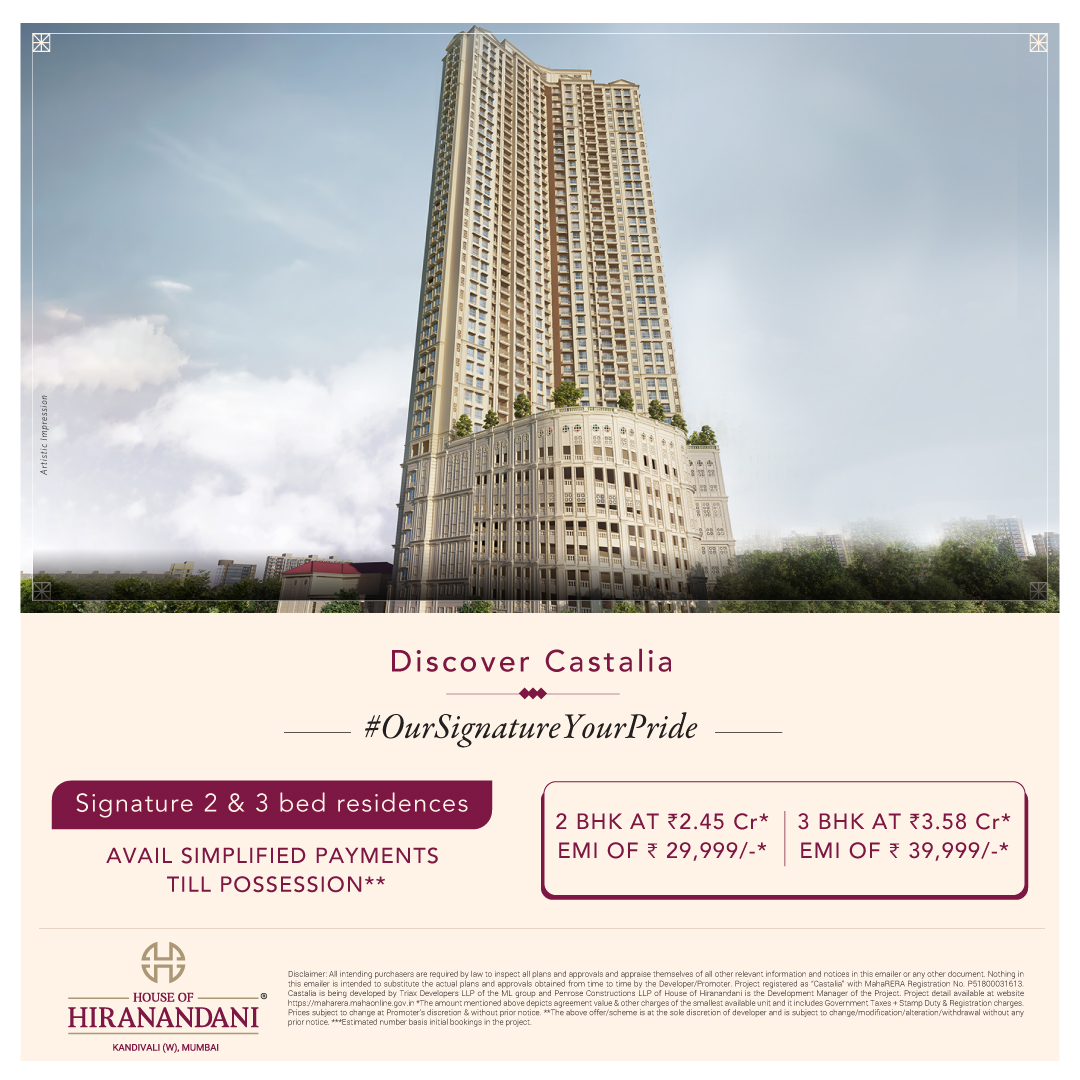 Artistic Impression
Discover Castalia
#OurSignatureYourPride
Signature 2 & 3 bed residences
AVAIL SIMPLIFIED PAYMENTS
TILL POSSESSION**
2 BHK AT ₹2.45 Cr*
EMI OF ₹ 29,999/-*
3 BHK AT ₹3.58 Cr*
EMI OF ₹ 39,999/-*
HOUSE OF ®
HIRANANDANI
KANDIVALI (W), MUMBAI
Disclaimer: All intending purchasers are required by law to inspect all plans and approvals and appraise themselves of all other relevant information and notices in this emailer or any other document. Nothing in
this emailer is intended to substitute the actual plans and approvals obtained from time to time by the Developer/Promoter. Project registered as "Castalia" with MahaRERA Registration No. P51800031613.
Castalia is being developed by Triax Developers LLP of the ML group and Penrose Constructions LLP of House of Hiranandani is the Development Manager of the Project. Project detail available at website
https://maharera.mahaonline.gov.in *The amount mentioned above depicts agreement value & other charges of the smallest available unit and it includes Government Taxes + Stamp Duty & Registration charges.
Prices subject to change at Promoter's discretion & without prior notice. **The above offer/scheme is at the sole discretion of developer and is subject to change/modification/alteration/withdrawal without any
prior notice. ***Estimated number basis initial bookings in the project.